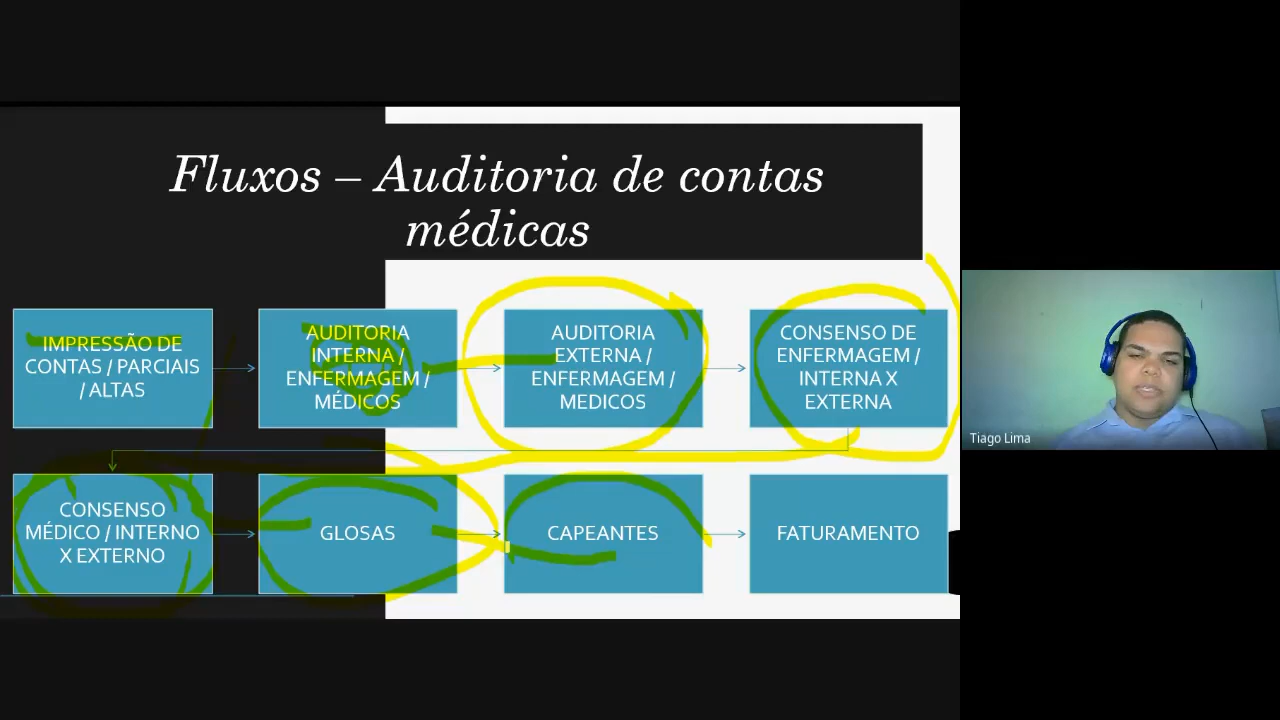 Fluxos – Auditoria de contas
médicas
IMPRESSÃO DE
CONTAS / PARCIAIS
/ ALTAS
AUDITORIA
INTERNA /
ENFERMAGEM /
MÉDICOS
AUDITORIA
EXTERNA /
ENFERMAGEM /
MEDICOS
CONSENSO DE
ENFERMAGEM /
INTERNA X
EXTERNA
CONSENSO
MÉDICO / INTERNO
X EXTERNO
GLOSAS
CAPEANTES
FATURAMENTO
Tiago Lima